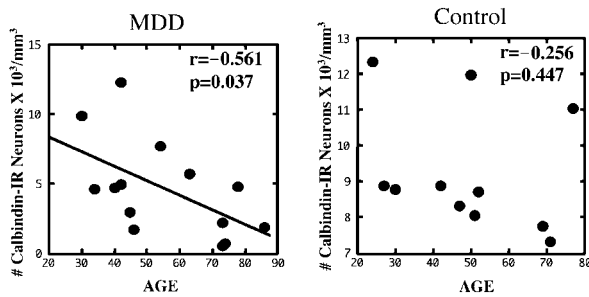 MDD
Control
r=−0.561
p=0.037
r=−0.256
p=0.447
# Calbindin-IR Neurons X 10³/mm³
15
10
5
0
20 30 40 50 60 70 80 90
AGE
# Calbindin-IR Neurons X 10³/mm³
13
12
11
10
9
8
7
20 30 40 50 60 70 80
AGE